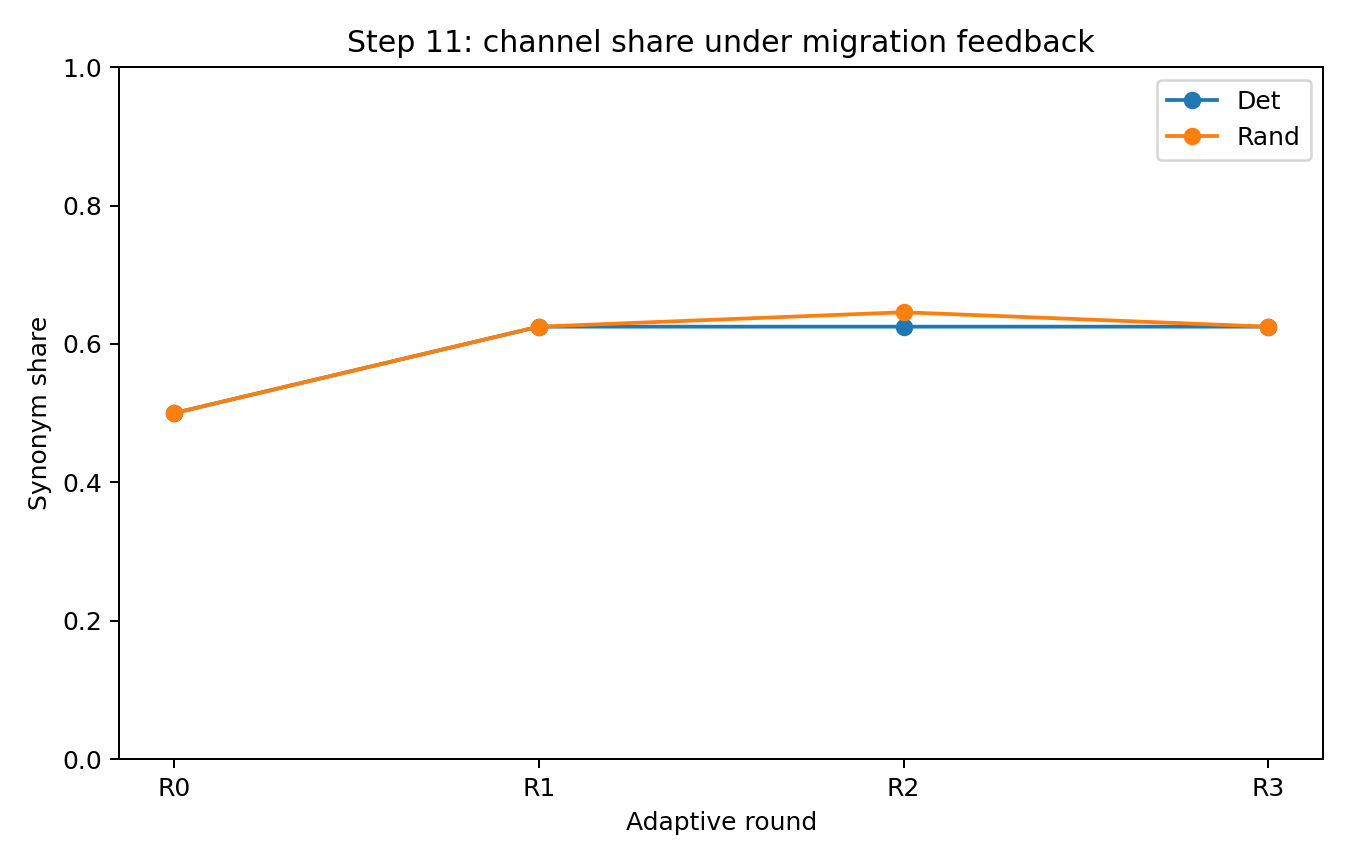 Step 11: channel share under migration feedback
1.0
0.8
0.6
0.4
0.2
0.0
Synonym share
Det
Rand
R0 R1 R2 R3
Adaptive round